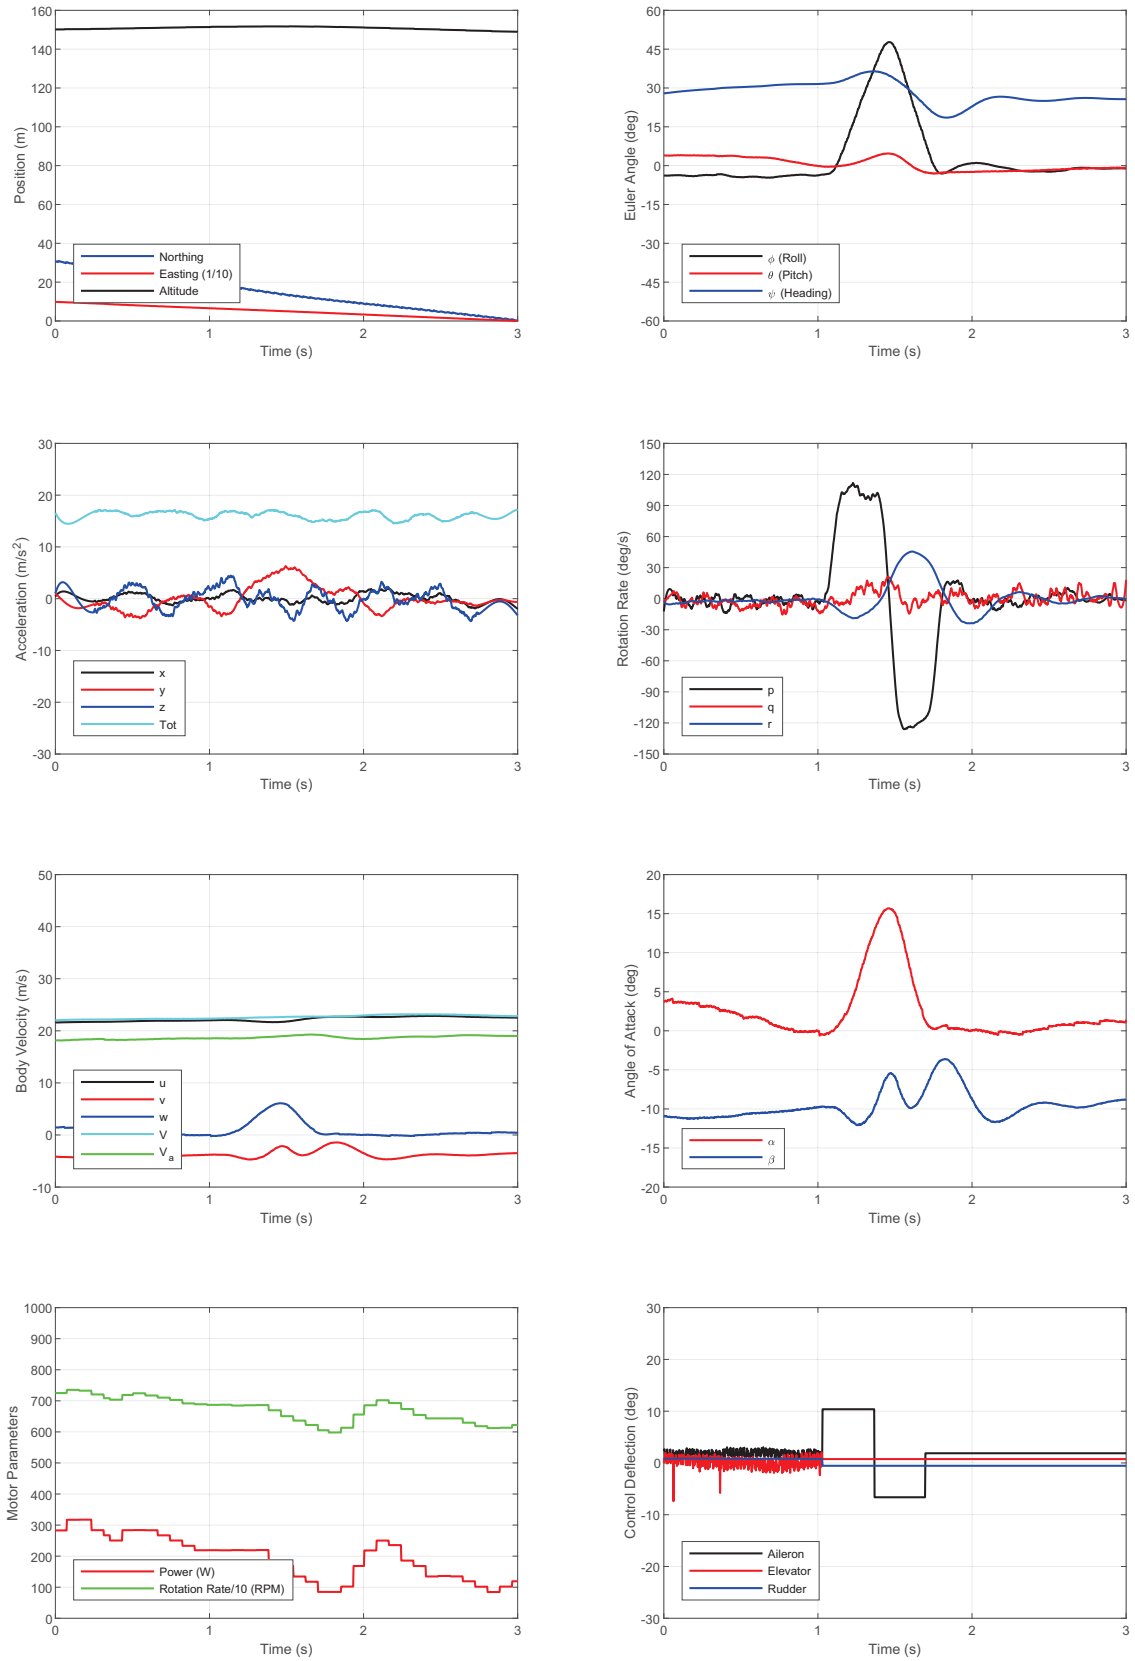 160
140
120
100
80
60
40
20
0
Position (m)
Northing
Easting (1/10)
Altitude
0 1 2 3
Time (s)
60
45
30
15
0
-15
-30
-45
-60
Euler Angle (deg)
ϕ (Roll)
θ (Pitch)
ψ (Heading)
0 1 2 3
Time (s)
30
20
10
0
-10
-20
-30
Acceleration (m/s²)
x
y
z
Tot
0 1 2 3
Time (s)
150
120
90
60
30
0
-30
-60
-90
-120
-150
Rotation Rate (deg/s)
p
q
r
0 1 2 3
Time (s)
50
40
30
20
10
0
-10
Body Velocity (m/s)
u
v
w
V
Vₐ
0 1 2 3
Time (s)
20
15
10
5
0
-5
-10
-15
-20
Angle of Attack (deg)
α
β
0 1 2 3
Time (s)
1000
900
800
700
600
500
400
300
200
100
0
Motor Parameters
Power (W)
Rotation Rate/10 (RPM)
0 1 2 3
Time (s)
30
20
10
0
-10
-20
-30
Control Deflection (deg)
Aileron
Elevator
Rudder
0 1 2 3
Time (s)